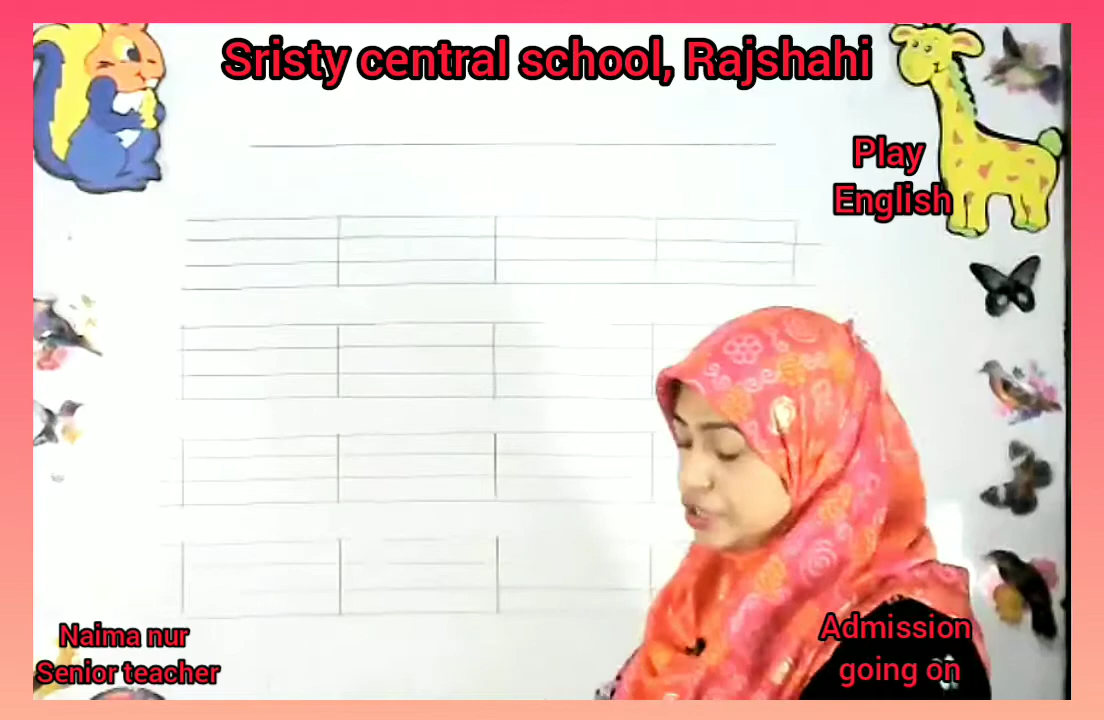 Sristy central school, Rajshahi
Play
English
Naima nur
Senior teacher
Admission
going on